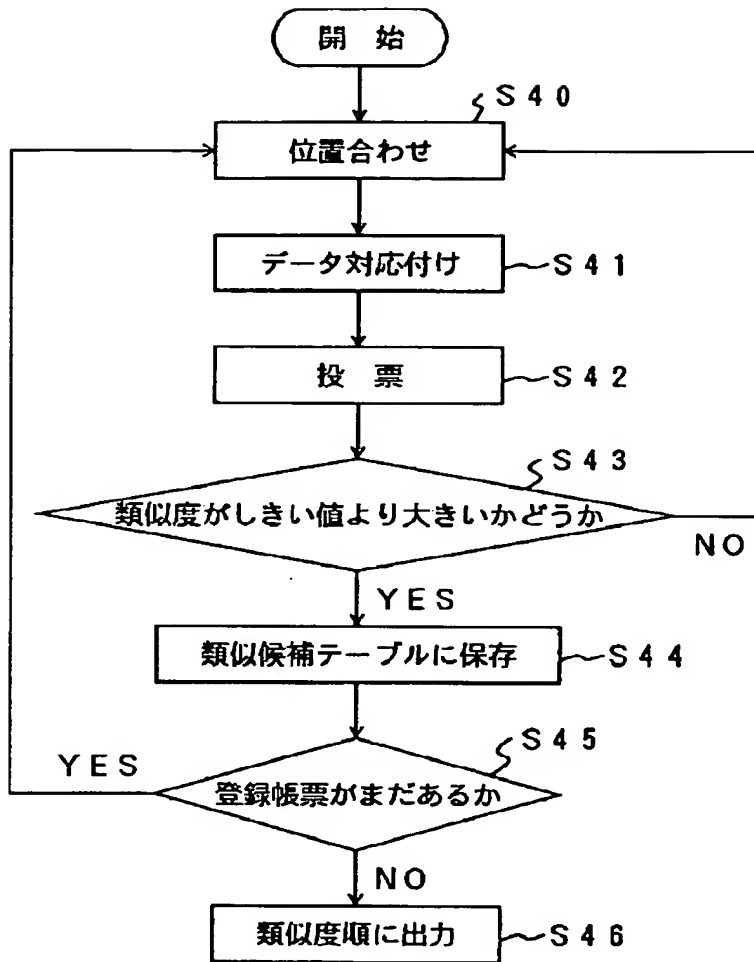 開 始
S40
位置合わせ
データ対応付け
S41
投 票
S42
S43
類似度がしきい値より大きいかどうか
NO
YES
類似候補テーブルに保存
S44
S45
YES
登録帳票がまだあるか
NO
類似度順に出力
S46